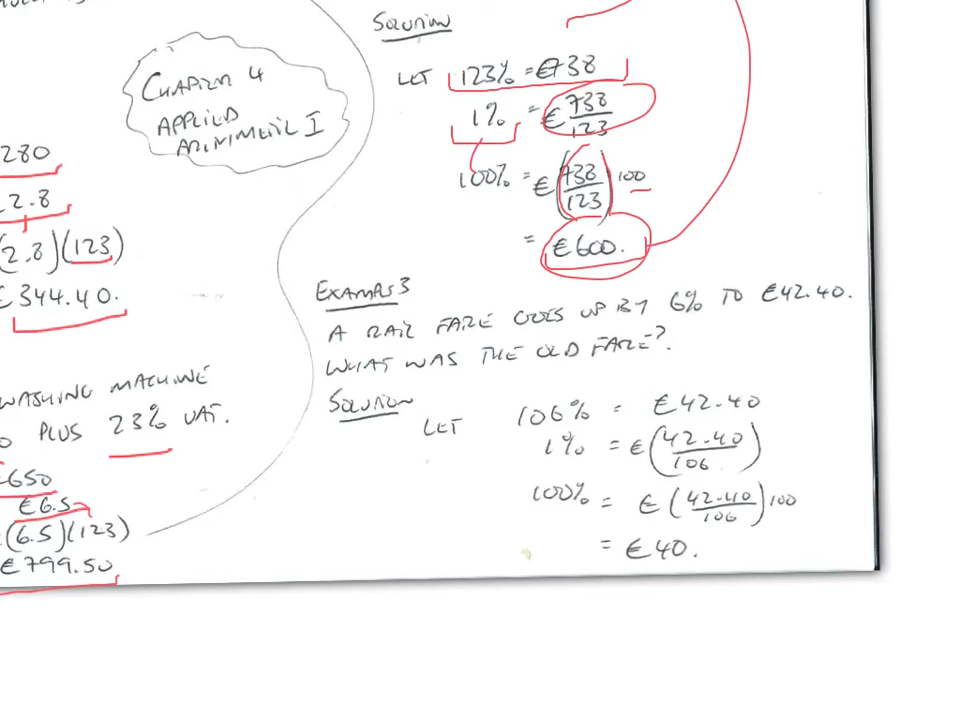 CHAPTER 4
APPLIED
ARITHMETIC I
280
2.8
(2.8)(123)
€344.40.
WASHING MACHINE
PLUS 23% VAT.
€650
€6.5
(6.5)(123)
€799.50
SOLUTION
LET 123% = €738
1% = €738/123
100% = €(738/123)100
= €600.
EXAMPLE 3
A RAIL FARE GOES UP BY 6% TO €42.40.
WHAT WAS THE OLD FARE?
SOLUTION
LET 106% = €42.40
1% = €(42.40/106)
100% = €(42.40/106)100
= €40.